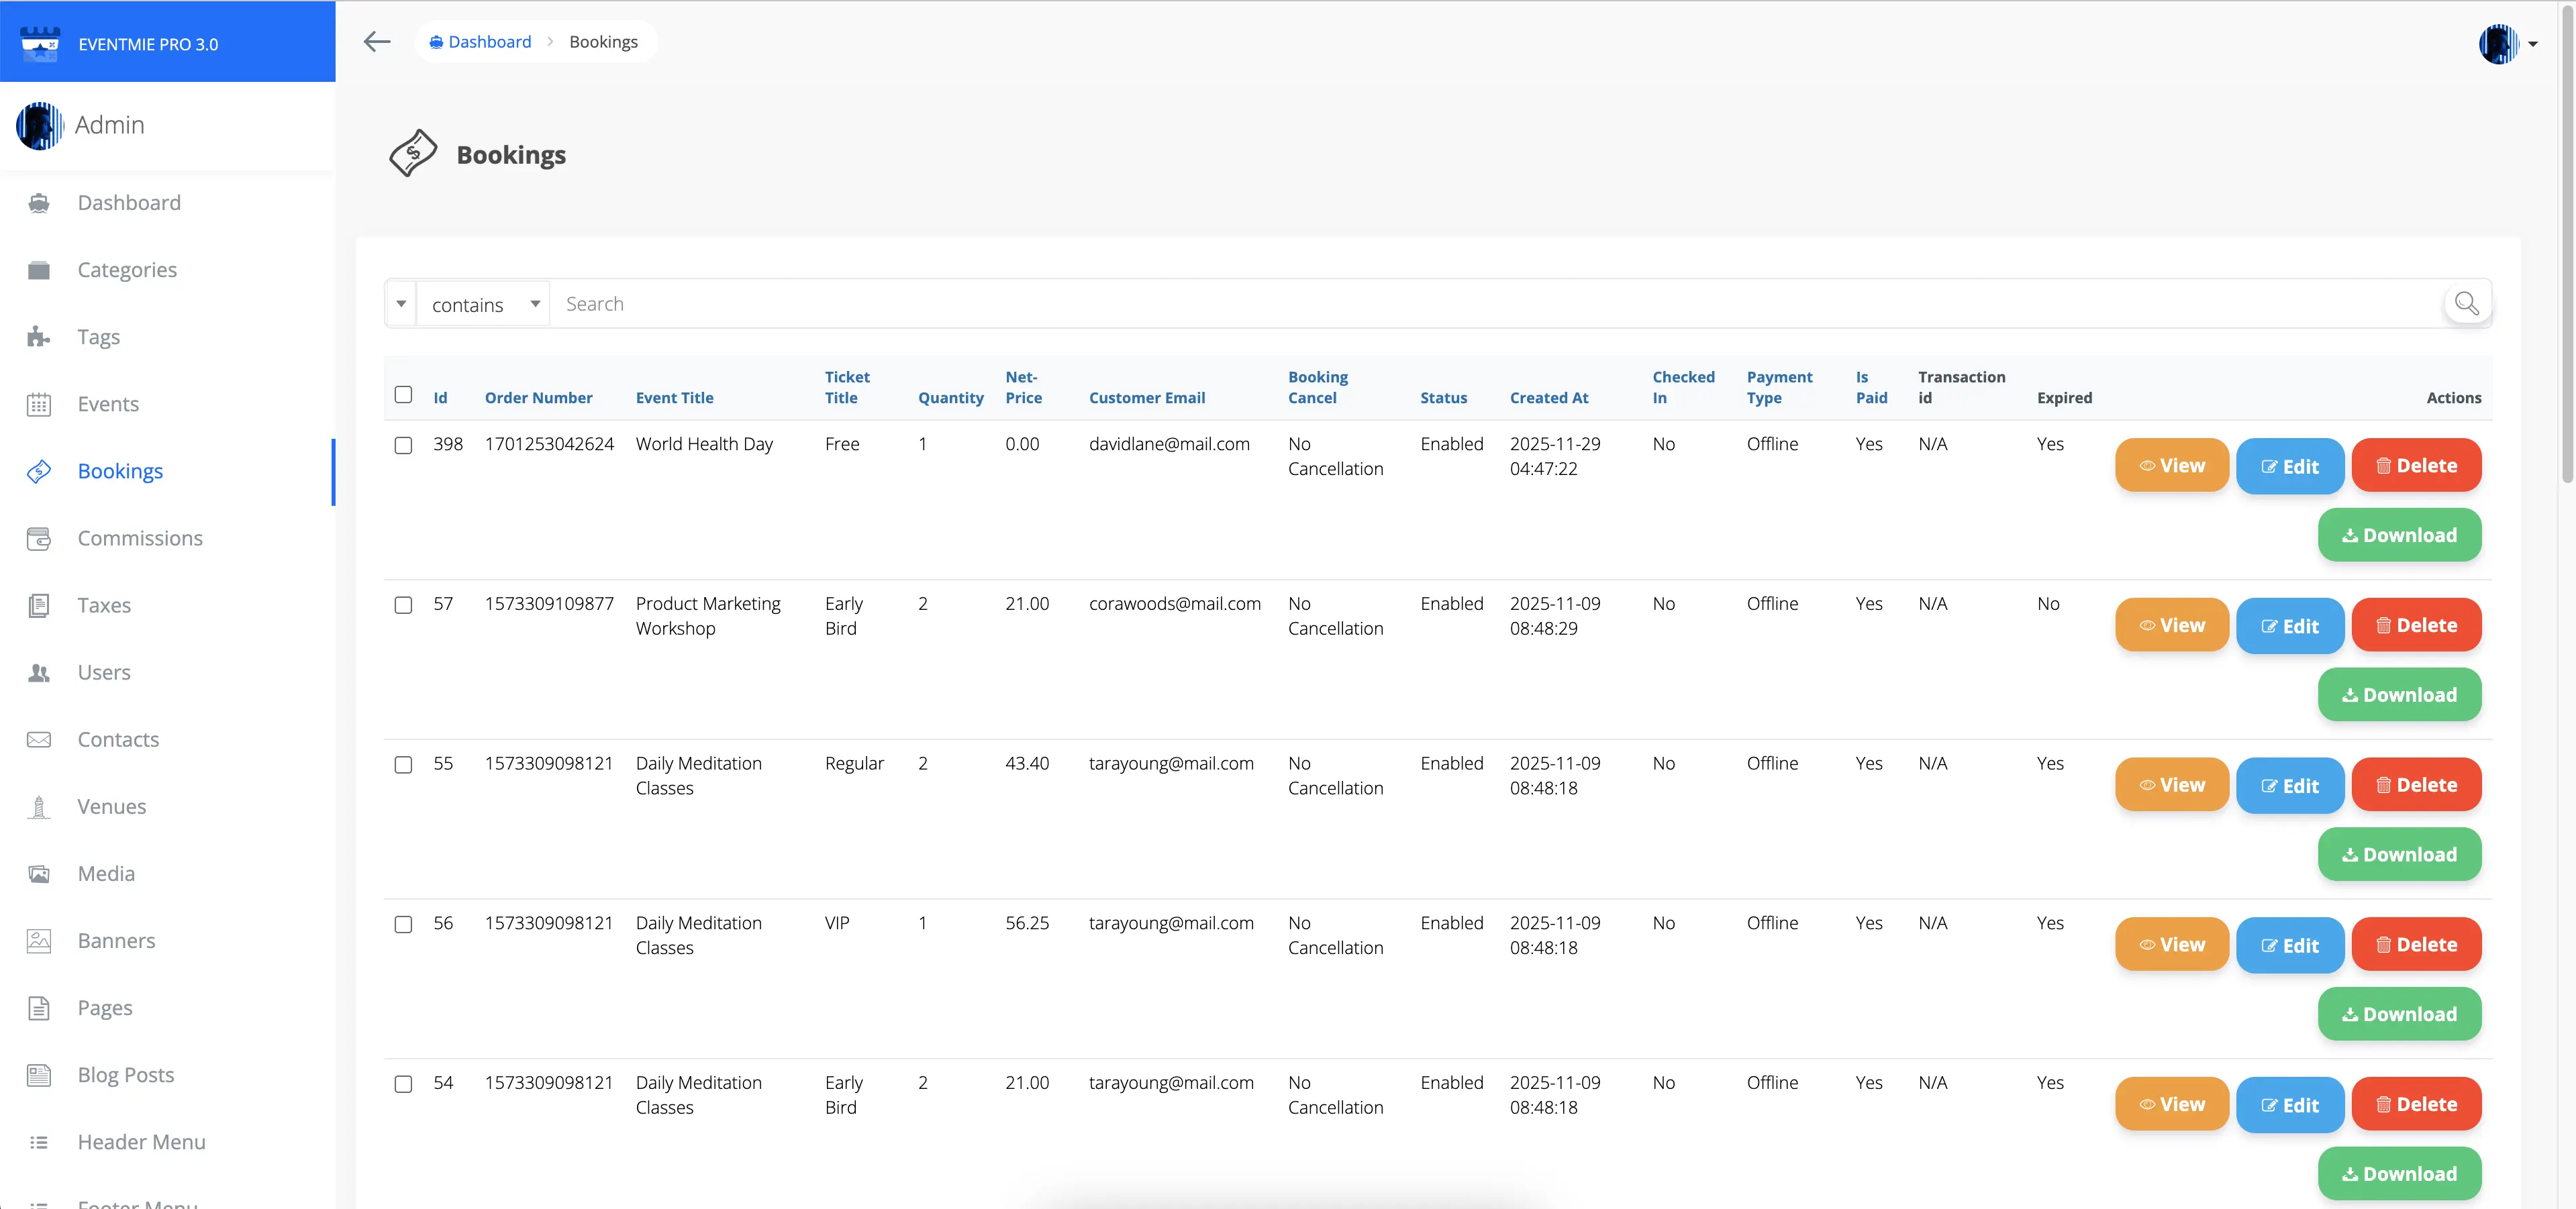 EVENTMIE PRO 3.0
Dashboard > Bookings
Admin
Dashboard
Categories
Tags
Events
Bookings
Commissions
Taxes
Users
Contacts
Venues
Media
Banners
Pages
Blog Posts
Header Menu
Footer Menu
Bookings
contains Search
Id Order Number Event Title Ticket Title Quantity Net-Price Customer Email Booking Cancel Status Created At Checked In Payment Type Is Paid Transaction id Expired Actions
398 1701253042624 World Health Day Free 1 0.00 davidlane@mail.com No Cancellation Enabled 2025-11-29 04:47:22 No Offline Yes N/A Yes View Edit Delete
Download
57 1573309109877 Product Marketing Workshop Early Bird 2 21.00 corawoods@mail.com No Cancellation Enabled 2025-11-09 08:48:29 No Offline Yes N/A No View Edit Delete
Download
55 1573309098121 Daily Meditation Classes Regular 2 43.40 tarayoung@mail.com No Cancellation Enabled 2025-11-09 08:48:18 No Offline Yes N/A Yes View Edit Delete
Download
56 1573309098121 Daily Meditation Classes VIP 1 56.25 tarayoung@mail.com No Cancellation Enabled 2025-11-09 08:48:18 No Offline Yes N/A Yes View Edit Delete
Download
54 1573309098121 Daily Meditation Classes Early Bird 2 21.00 tarayoung@mail.com No Cancellation Enabled 2025-11-09 08:48:18 No Offline Yes N/A Yes View Edit Delete
Download